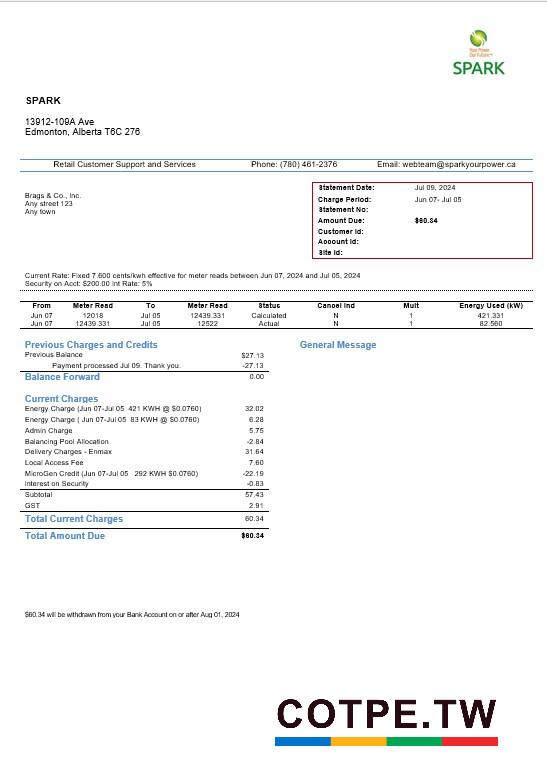 Your Power
Our Future™
SPARK
SPARK
13912-109A Ave
Edmonton, Alberta T6C 276
Retail Customer Support and Services Phone: (780) 461-2376 Email: webteam@sparkyourpower.ca
Brags & Co., Inc.
Any street 123
Any town
Statement Date: Jul 09, 2024
Charge Period: Jun 07- Jul 05
Statement No:
Amount Due: $60.34
Customer Id:
Account Id:
Site Id:
Current Rate: Fixed 7.600 cents/kwh effective for meter reads between Jun 07, 2024 and Jul 05, 2024
Security on Acct: $200.00 Int Rate: 5%
From Meter Read To Meter Read Status Cancel Ind Mult Energy Used (kW)
Jun 07 12018 Jul 05 12439.331 Calculated N 1 421.331
Jun 07 12439.331 Jul 05 12522 Actual N 1 82.560
Previous Charges and Credits
Previous Balance $27.13
Payment processed Jul 09. Thank you. -27.13
Balance Forward 0.00
General Message
Current Charges
Energy Charge (Jun 07-Jul 05 421 KWH @ $0.0760) 32.02
Energy Charge ( Jun 07-Jul 05 83 KWH @ $0.0760) 6.28
Admin Charge 5.75
Balancing Pool Allocation -2.84
Delivery Charges - Enmax 31.64
Local Access Fee 7.60
MicroGen Credit (Jun 07-Jul 05 292 KWH $0.0760) -22.19
Interest on Security -0.83
Subtotal 57.43
GST 2.91
Total Current Charges 60.34
Total Amount Due $60.34
$60.34 will be withdrawn from your Bank Account on or after Aug 01, 2024
COTPE.TW